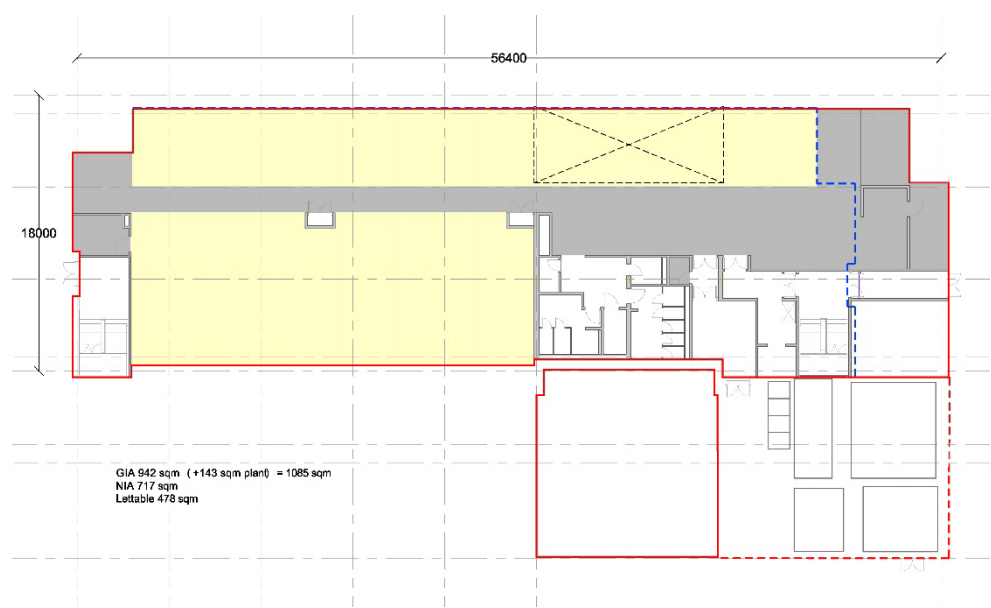 56400
18000
GIA 942 sqm ( +143 sqm plant) = 1085 sqm
NIA 717 sqm
Lettable 478 sqm